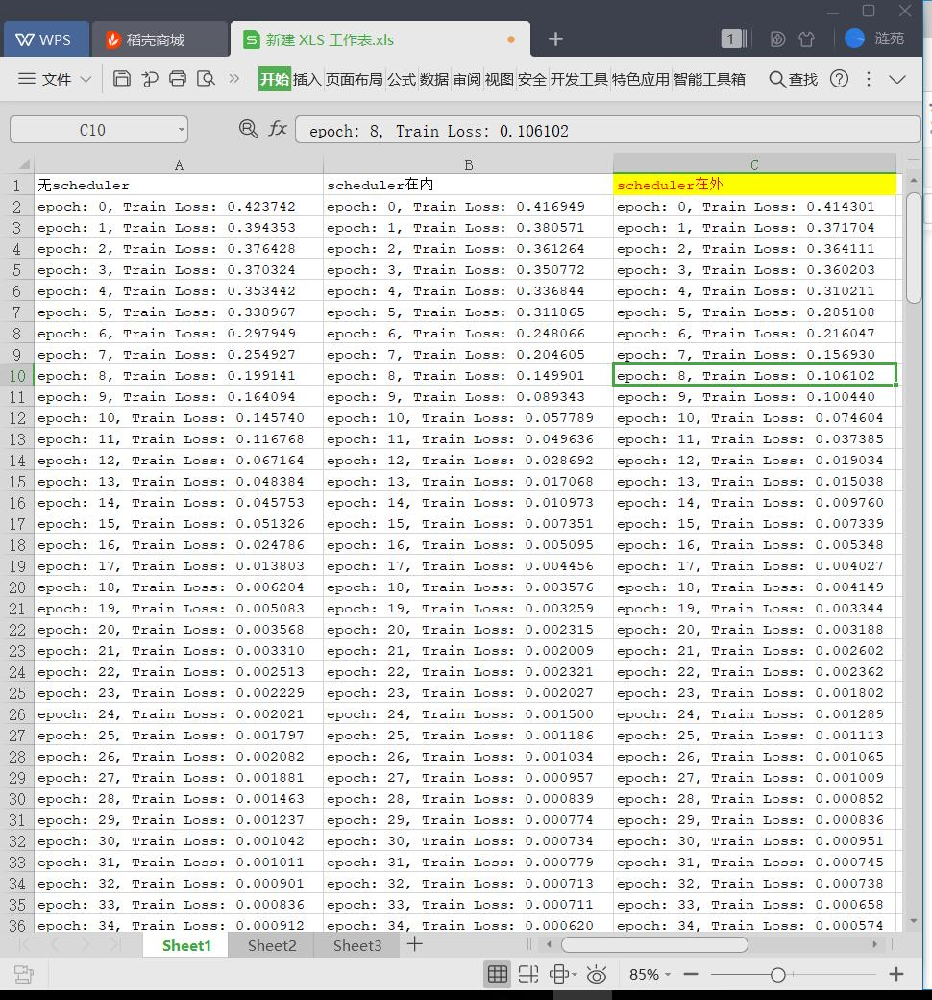 WPS 稻壳商城 新建 XLS 工作表.xls 1 涟苑
文件 开始 插入 页面布局 公式 数据 审阅 视图 安全 开发工具 特色应用 智能工具箱 查找
C10 fx epoch: 8, Train Loss: 0.106102
A B C
1 无scheduler scheduler在内 scheduler在外
2 epoch: 0, Train Loss: 0.423742 epoch: 0, Train Loss: 0.416949 epoch: 0, Train Loss: 0.414301
3 epoch: 1, Train Loss: 0.394353 epoch: 1, Train Loss: 0.380571 epoch: 1, Train Loss: 0.371704
4 epoch: 2, Train Loss: 0.376428 epoch: 2, Train Loss: 0.361264 epoch: 2, Train Loss: 0.364111
5 epoch: 3, Train Loss: 0.370324 epoch: 3, Train Loss: 0.350772 epoch: 3, Train Loss: 0.360203
6 epoch: 4, Train Loss: 0.353442 epoch: 4, Train Loss: 0.336844 epoch: 4, Train Loss: 0.310211
7 epoch: 5, Train Loss: 0.338967 epoch: 5, Train Loss: 0.311865 epoch: 5, Train Loss: 0.285108
8 epoch: 6, Train Loss: 0.297949 epoch: 6, Train Loss: 0.248066 epoch: 6, Train Loss: 0.216047
9 epoch: 7, Train Loss: 0.254927 epoch: 7, Train Loss: 0.204605 epoch: 7, Train Loss: 0.156930
10 epoch: 8, Train Loss: 0.199141 epoch: 8, Train Loss: 0.149901 epoch: 8, Train Loss: 0.106102
11 epoch: 9, Train Loss: 0.164094 epoch: 9, Train Loss: 0.089343 epoch: 9, Train Loss: 0.100440
12 epoch: 10, Train Loss: 0.145740 epoch: 10, Train Loss: 0.057789 epoch: 10, Train Loss: 0.074604
13 epoch: 11, Train Loss: 0.116768 epoch: 11, Train Loss: 0.049636 epoch: 11, Train Loss: 0.037385
14 epoch: 12, Train Loss: 0.067164 epoch: 12, Train Loss: 0.028692 epoch: 12, Train Loss: 0.019034
15 epoch: 13, Train Loss: 0.048384 epoch: 13, Train Loss: 0.017068 epoch: 13, Train Loss: 0.015038
16 epoch: 14, Train Loss: 0.045753 epoch: 14, Train Loss: 0.010973 epoch: 14, Train Loss: 0.009760
17 epoch: 15, Train Loss: 0.051326 epoch: 15, Train Loss: 0.007351 epoch: 15, Train Loss: 0.007339
18 epoch: 16, Train Loss: 0.024786 epoch: 16, Train Loss: 0.005095 epoch: 16, Train Loss: 0.005348
19 epoch: 17, Train Loss: 0.013803 epoch: 17, Train Loss: 0.004456 epoch: 17, Train Loss: 0.004027
20 epoch: 18, Train Loss: 0.006204 epoch: 18, Train Loss: 0.003576 epoch: 18, Train Loss: 0.004149
21 epoch: 19, Train Loss: 0.005083 epoch: 19, Train Loss: 0.003259 epoch: 19, Train Loss: 0.003344
22 epoch: 20, Train Loss: 0.003568 epoch: 20, Train Loss: 0.002315 epoch: 20, Train Loss: 0.003188
23 epoch: 21, Train Loss: 0.003310 epoch: 21, Train Loss: 0.002009 epoch: 21, Train Loss: 0.002602
24 epoch: 22, Train Loss: 0.002513 epoch: 22, Train Loss: 0.002321 epoch: 22, Train Loss: 0.002362
25 epoch: 23, Train Loss: 0.002229 epoch: 23, Train Loss: 0.002027 epoch: 23, Train Loss: 0.001802
26 epoch: 24, Train Loss: 0.002021 epoch: 24, Train Loss: 0.001500 epoch: 24, Train Loss: 0.001289
27 epoch: 25, Train Loss: 0.001797 epoch: 25, Train Loss: 0.001186 epoch: 25, Train Loss: 0.001113
28 epoch: 26, Train Loss: 0.002082 epoch: 26, Train Loss: 0.001034 epoch: 26, Train Loss: 0.001065
29 epoch: 27, Train Loss: 0.001881 epoch: 27, Train Loss: 0.000957 epoch: 27, Train Loss: 0.001009
30 epoch: 28, Train Loss: 0.001463 epoch: 28, Train Loss: 0.000839 epoch: 28, Train Loss: 0.000852
31 epoch: 29, Train Loss: 0.001237 epoch: 29, Train Loss: 0.000774 epoch: 29, Train Loss: 0.000836
32 epoch: 30, Train Loss: 0.001042 epoch: 30, Train Loss: 0.000734 epoch: 30, Train Loss: 0.000951
33 epoch: 31, Train Loss: 0.001011 epoch: 31, Train Loss: 0.000779 epoch: 31, Train Loss: 0.000745
34 epoch: 32, Train Loss: 0.000901 epoch: 32, Train Loss: 0.000713 epoch: 32, Train Loss: 0.000738
35 epoch: 33, Train Loss: 0.000836 epoch: 33, Train Loss: 0.000711 epoch: 33, Train Loss: 0.000658
36 epoch: 34, Train Loss: 0.000912 epoch: 34, Train Loss: 0.000620 epoch: 34, Train Loss: 0.000574
Sheet1 Sheet2 Sheet3
85%